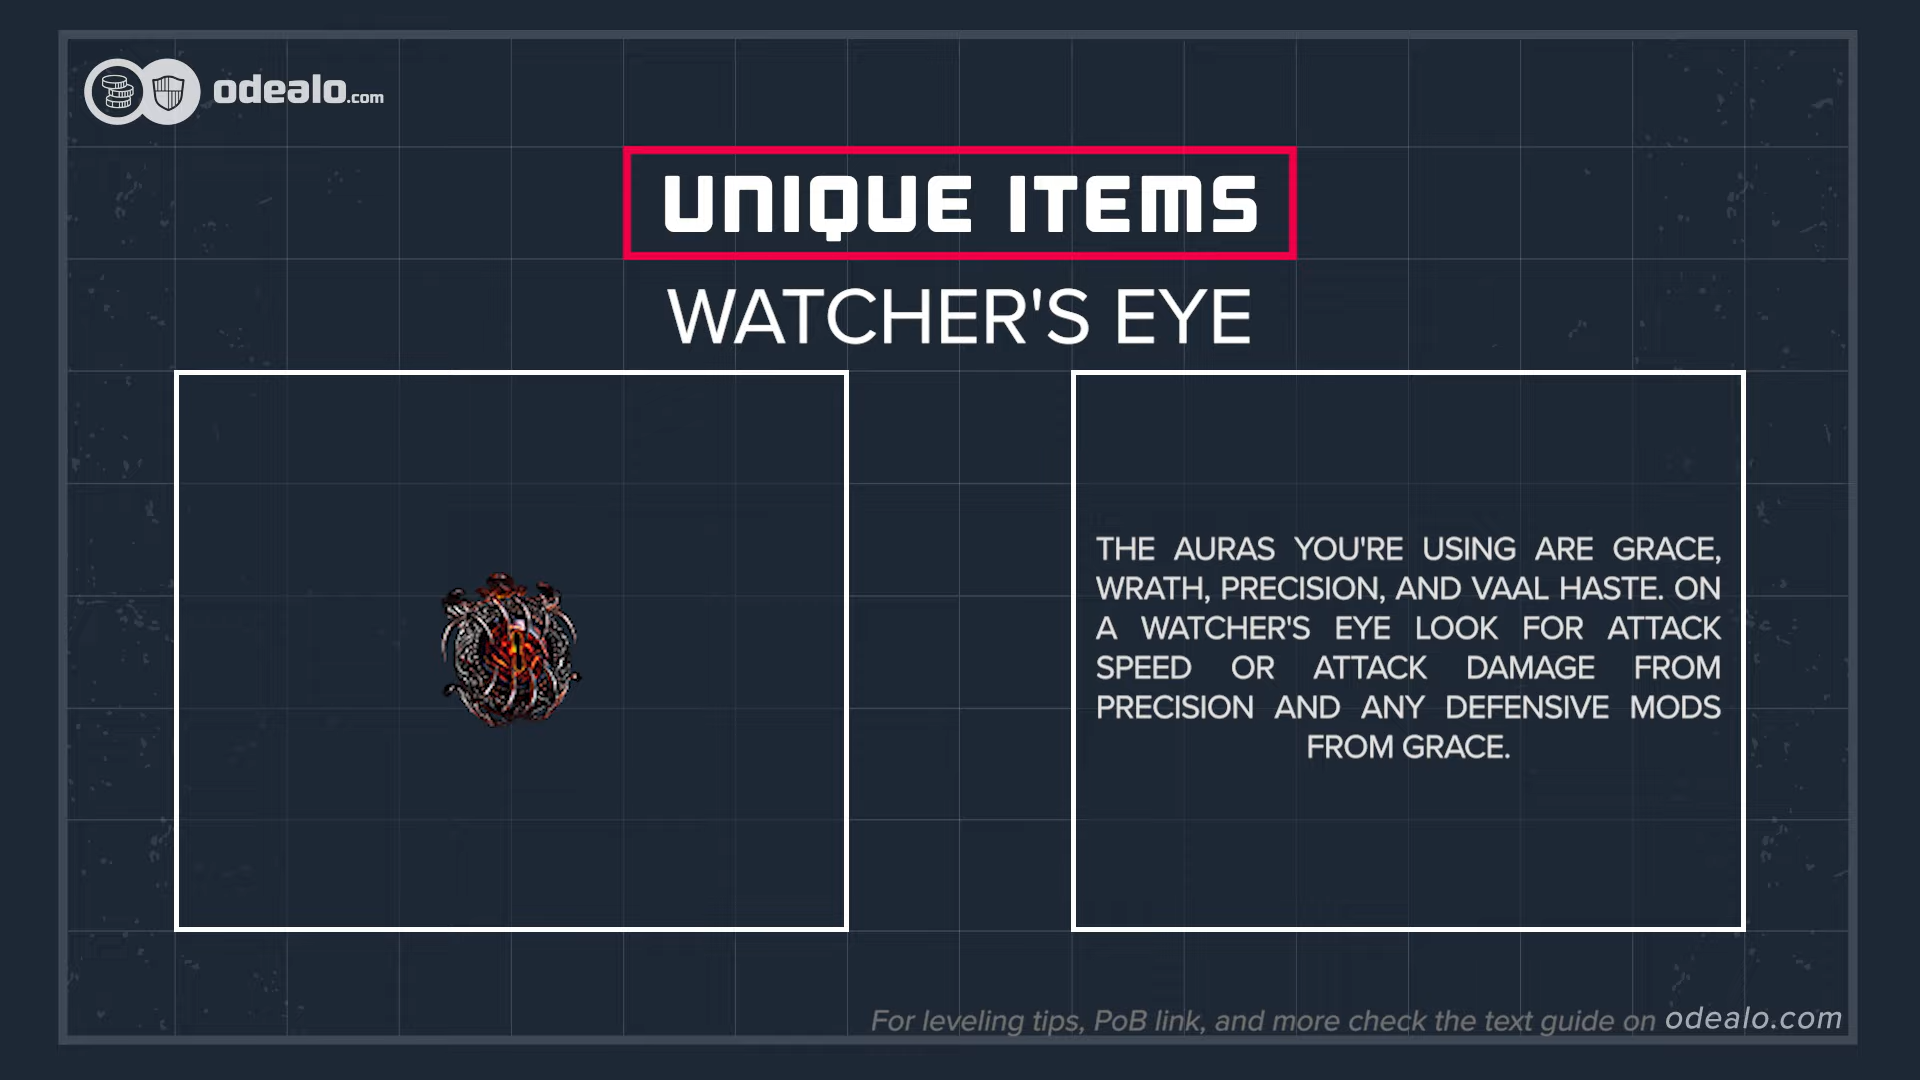 odealo.com
UNIQUE ITEMS
WATCHER'S EYE
THE AURAS YOU'RE USING ARE GRACE,
WRATH, PRECISION, AND VAAL HASTE. ON
A WATCHER'S EYE LOOK FOR ATTACK
SPEED OR ATTACK DAMAGE FROM
PRECISION AND ANY DEFENSIVE MODS
FROM GRACE.
For leveling tips, PoB link, and more check the text guide on odealo.com